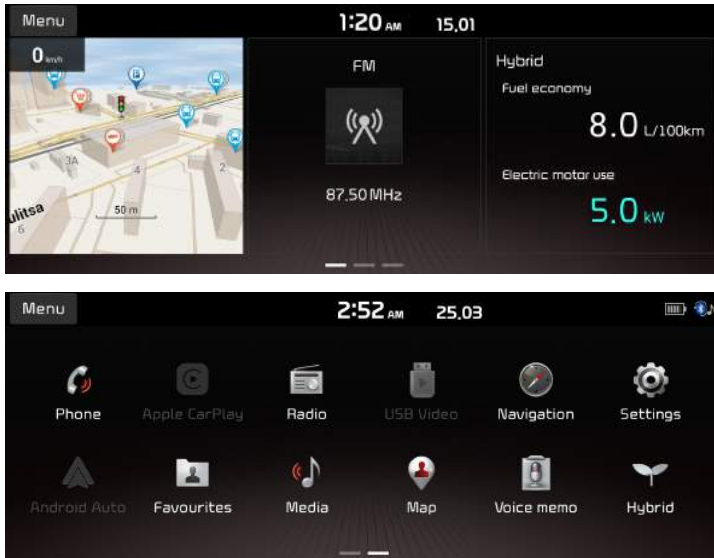 Menu 1:20 AM 15.01
0 km/h
FM
87.50 MHz
Hybrid
Fuel economy
8.0 L/100km
Electric motor use
5.0 kW
3A
4
2
ulitsa
6
50 m
Menu 2:52 AM 25.03
Phone Apple CarPlay Radio USB Video Navigation Settings
Android Auto Favourites Media Map Voice memo Hybrid